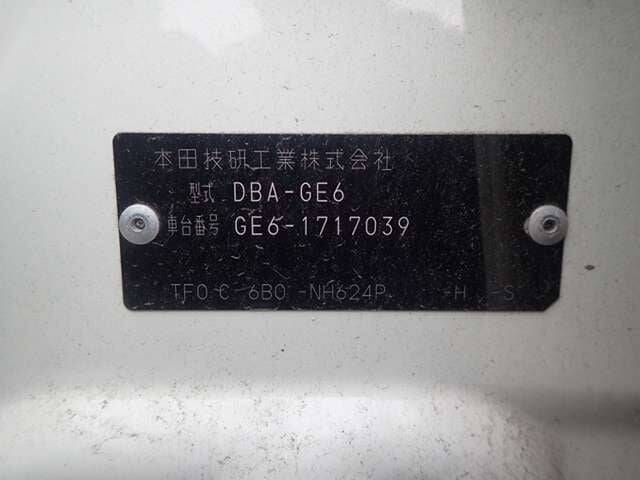 本田技研工業株式会社
型式 DBA-GE6
車台番号 GE6-1717039
TF0 C 6B0 -NH624P -H -S